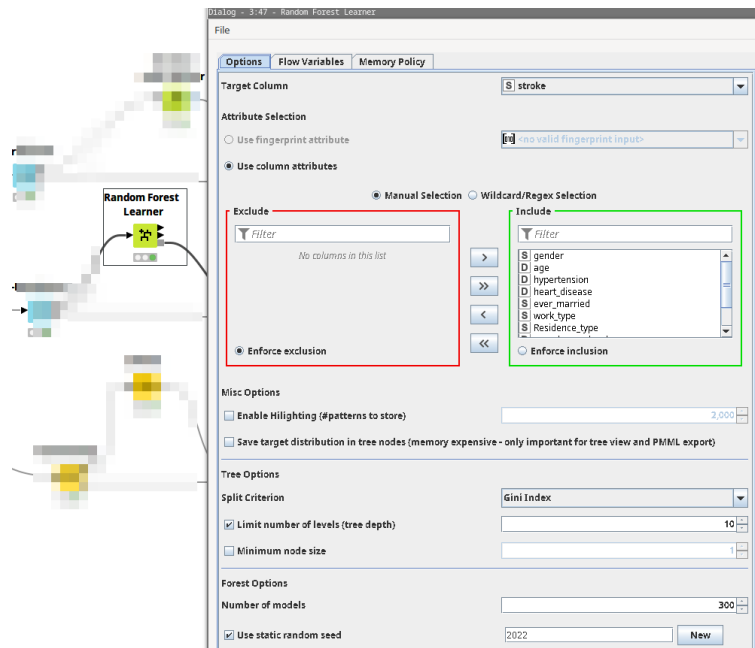 Dialog - 3:47 - Random Forest Learner
File
Options Flow Variables Memory Policy
Target Column S stroke
Attribute Selection
Use fingerprint attribute <no valid fingerprint input>
Use column attributes
Manual Selection Wildcard/Regex Selection
Exclude Include
Filter Filter
No columns in this list
S gender
D age
D hypertension
D heart_disease
S ever_married
S work_type
S Residence_type
> 
>>
<
<<
Enforce exclusion Enforce inclusion
Misc Options
Enable Hilighting (#patterns to store) 2,000
Save target distribution in tree nodes (memory expensive - only important for tree view and PMML export)
Tree Options
Split Criterion Gini Index
Limit number of levels (tree depth) 10
Minimum node size 1
Forest Options
Number of models 300
Use static random seed 2022 New
Random Forest
Learner